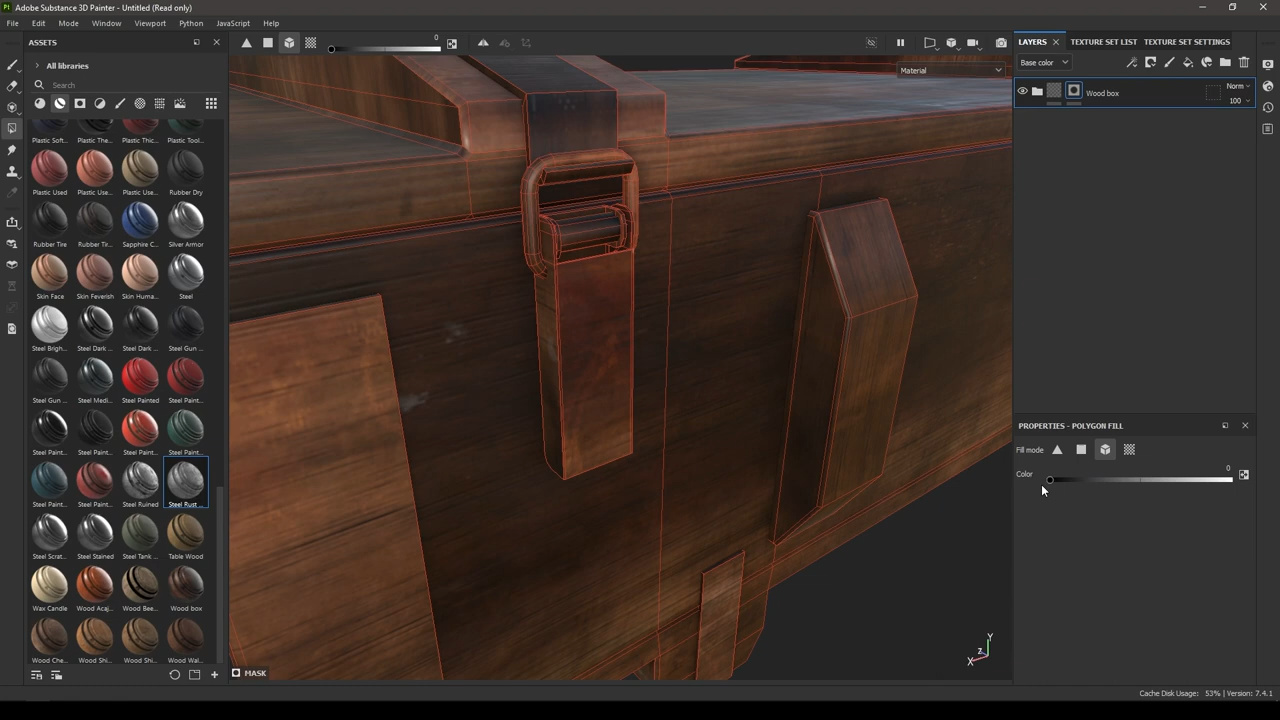 Adobe Substance 3D Painter - Untitled (Read only)
File Edit Mode Window Viewport Python JavaScript Help
ASSETS
All libraries
Search
Plastic Soft... Plastic The... Plastic Thic... Plastic Tool...
Plastic Used Plastic Use... Plastic Use... Rubber Dry
Rubber Tire Rubber Tir... Sapphire C... Silver Armor
Skin Face Skin Feverish Skin Huma... Steel
Steel Brigh... Steel Dark ... Steel Dark ... Steel Gun ...
Steel Gun ... Steel Medi... Steel Painted Steel Paint...
Steel Paint... Steel Paint... Steel Paint... Steel Paint...
Steel Paint... Steel Paint... Steel Ruined Steel Rust ...
Steel Scrat... Steel Stained Steel Tank ... Table Wood
Wax Candle Wood Acaj... Wood Bee... Wood box
Wood Che... Wood Shi... Wood Shi... Wood Wal...
0
Material
MASK
Y
Z
X
LAYERS TEXTURE SET LIST TEXTURE SET SETTINGS
Base color
Wood box
Norm
100
PROPERTIES - POLYGON FILL
Fill mode
Color
0
Cache Disk Usage: 53% | Version: 7.4.1